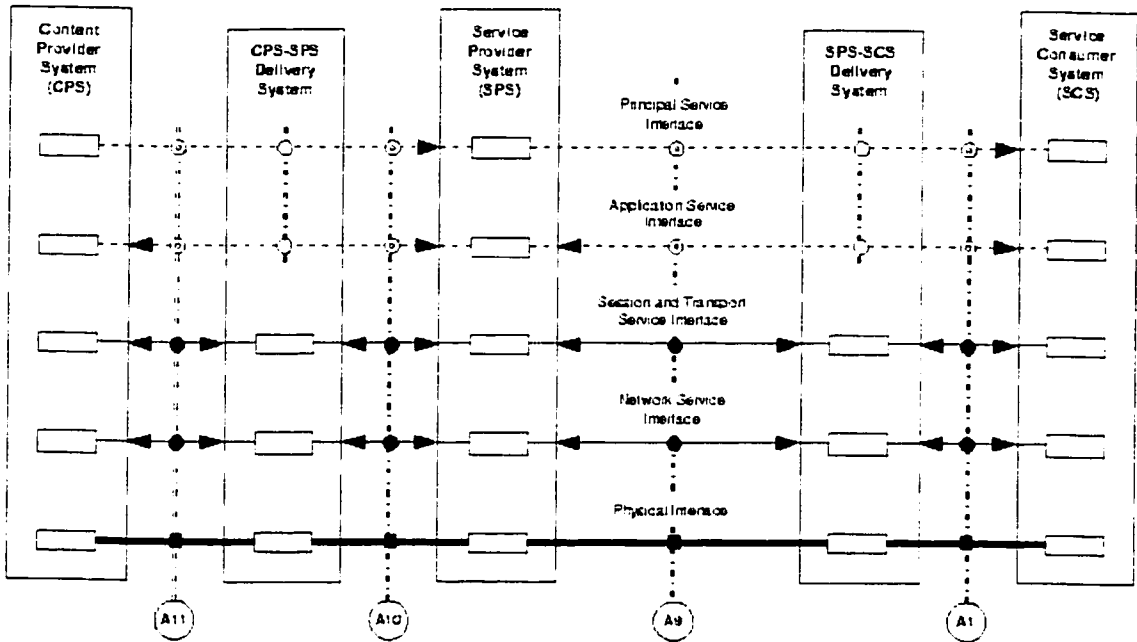 Content
Provider
System
(CPS)
CPS-SPS
Delivery
System
Service
Provider
System
(SPS)
SPS-SCS
Delivery
System
Service
Consumer
System
(SCS)
Principal Service
Interface
Application Service
Interface
Session and Transport
Service Interface
Network Service
Interface
Physical Interface
A11
A10
A9
A1